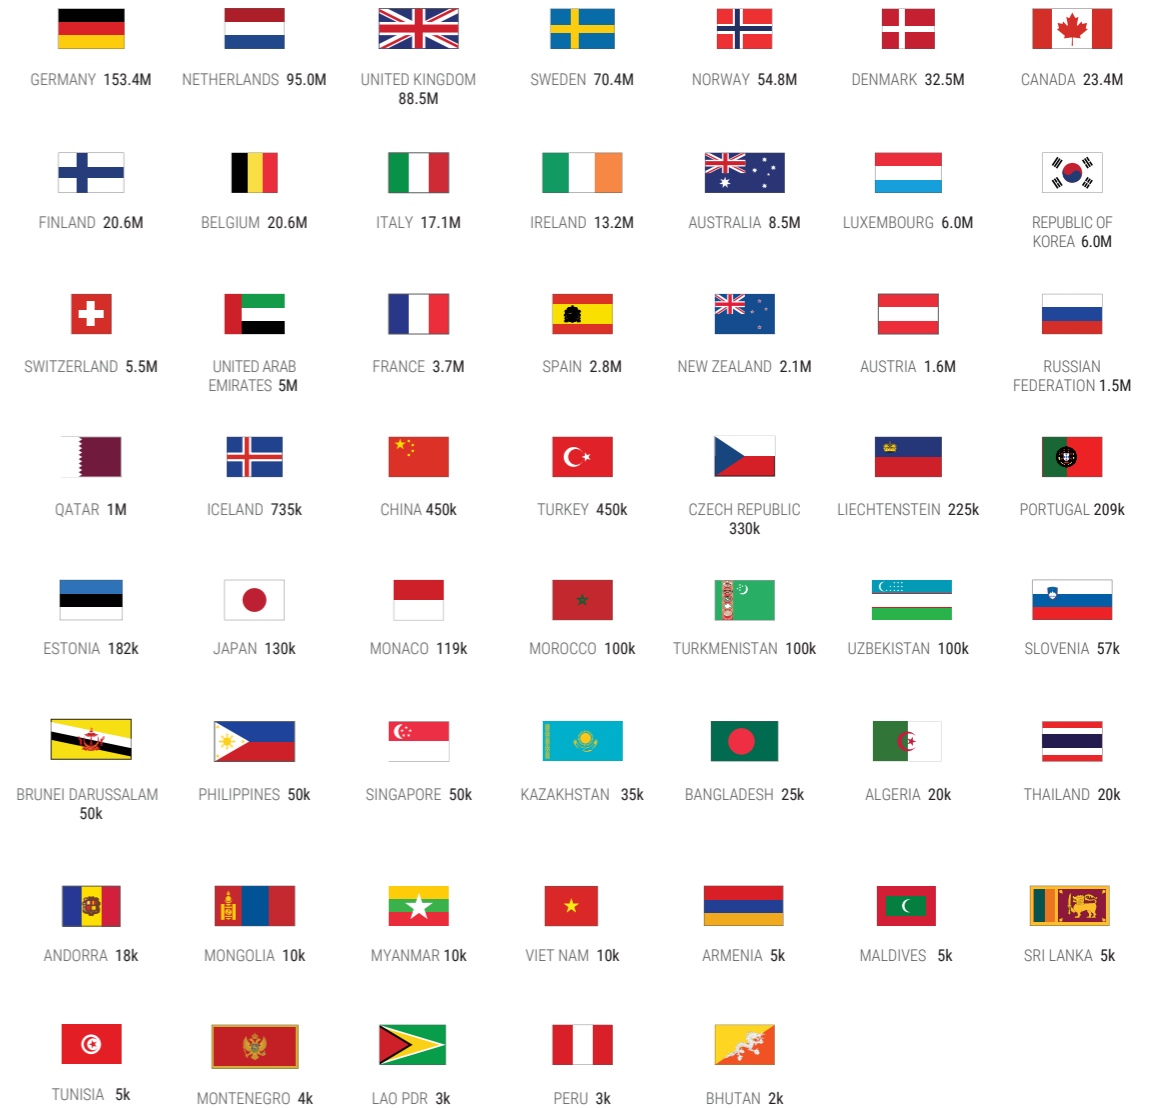 GERMANY 153.4M
NETHERLANDS 95.0M
UNITED KINGDOM
88.5M
SWEDEN 70.4M
NORWAY 54.8M
DENMARK 32.5M
CANADA 23.4M
FINLAND 20.6M
BELGIUM 20.6M
ITALY 17.1M
IRELAND 13.2M
AUSTRALIA 8.5M
LUXEMBOURG 6.0M
REPUBLIC OF
KOREA 6.0M
SWITZERLAND 5.5M
UNITED ARAB
EMIRATES 5M
FRANCE 3.7M
SPAIN 2.8M
NEW ZEALAND 2.1M
AUSTRIA 1.6M
RUSSIAN
FEDERATION 1.5M
QATAR 1M
ICELAND 735k
CHINA 450k
TURKEY 450k
CZECH REPUBLIC
330k
LIECHTENSTEIN 225k
PORTUGAL 209k
ESTONIA 182k
JAPAN 130k
MONACO 119k
MOROCCO 100k
TURKMENISTAN 100k
UZBEKISTAN 100k
SLOVENIA 57k
BRUNEI DARUSSALAM
50k
PHILIPPINES 50k
SINGAPORE 50k
KAZAKHSTAN 35k
BANGLADESH 25k
ALGERIA 20k
THAILAND 20k
ANDORRA 18k
MONGOLIA 10k
MYANMAR 10k
VIET NAM 10k
ARMENIA 5k
MALDIVES 5k
SRI LANKA 5k
TUNISIA 5k
MONTENEGRO 4k
LAO PDR 3k
PERU 3k
BHUTAN 2k